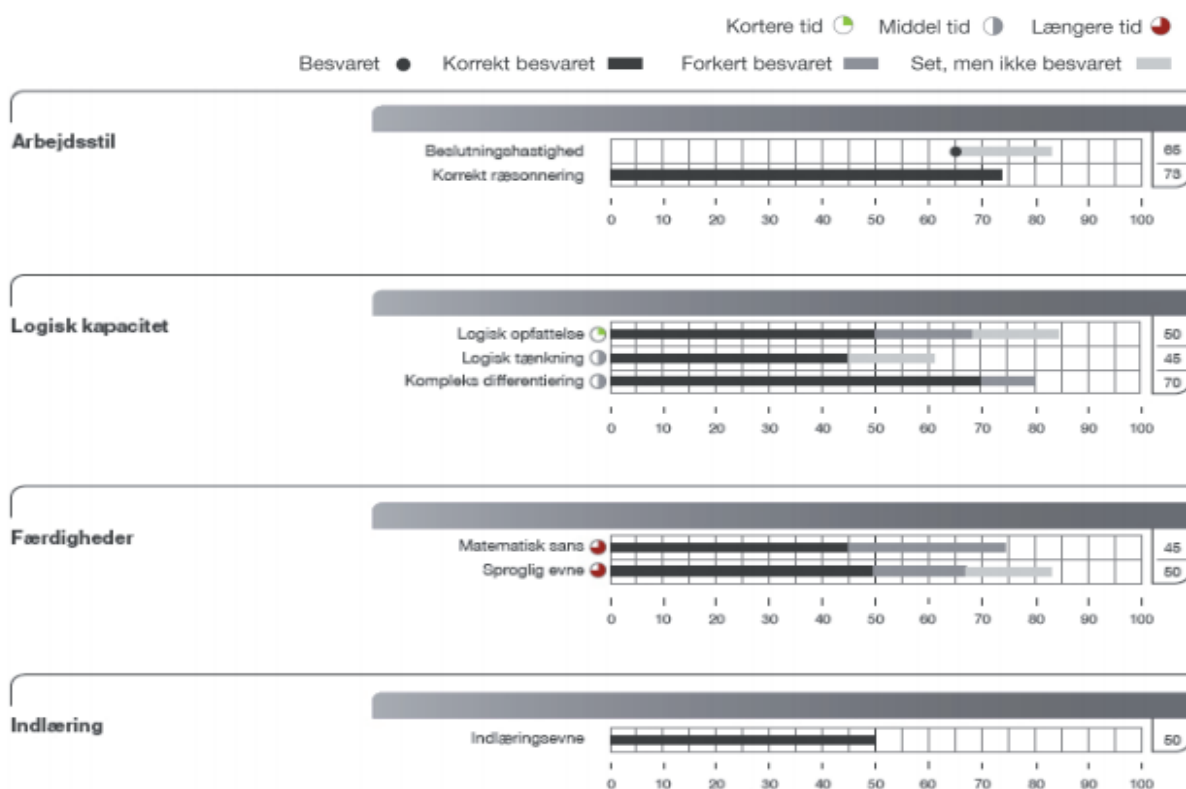 Kortere tid Middel tid Længere tid
Besvaret Korrekt besvaret Forkert besvaret Set, men ikke besvaret
Arbejdsstil
Beslutningshastighed 65
Korrekt ræsonnering 73
0 10 20 30 40 50 60 70 80 90 100
Logisk kapacitet
Logisk opfattelse 50
Logisk tænkning 45
Kompleks differentiering 70
0 10 20 30 40 50 60 70 80 90 100
Færdigheder
Matematisk sans 45
Sproglig evne 50
0 10 20 30 40 50 60 70 80 90 100
Indlæring
Indlæringsevne 50
0 10 20 30 40 50 60 70 80 90 100